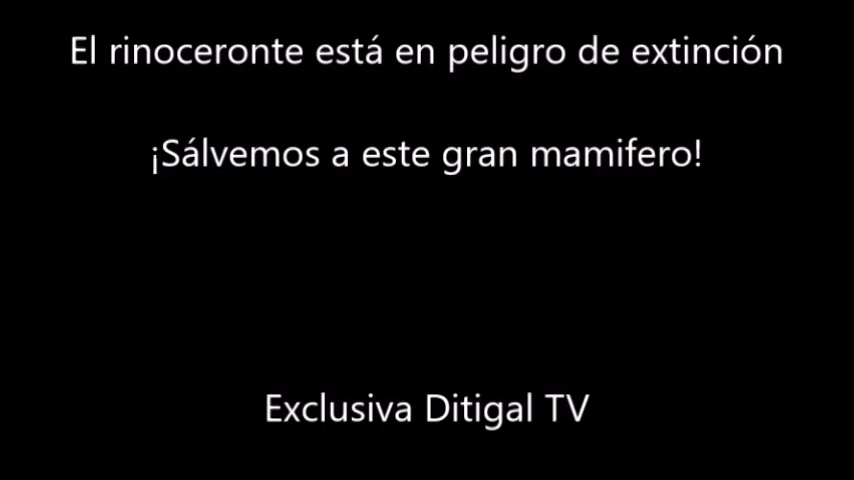 El rinoceronte está en peligro de extinción
¡Sálvemos a este gran mamifero!
Exclusiva Ditigal TV